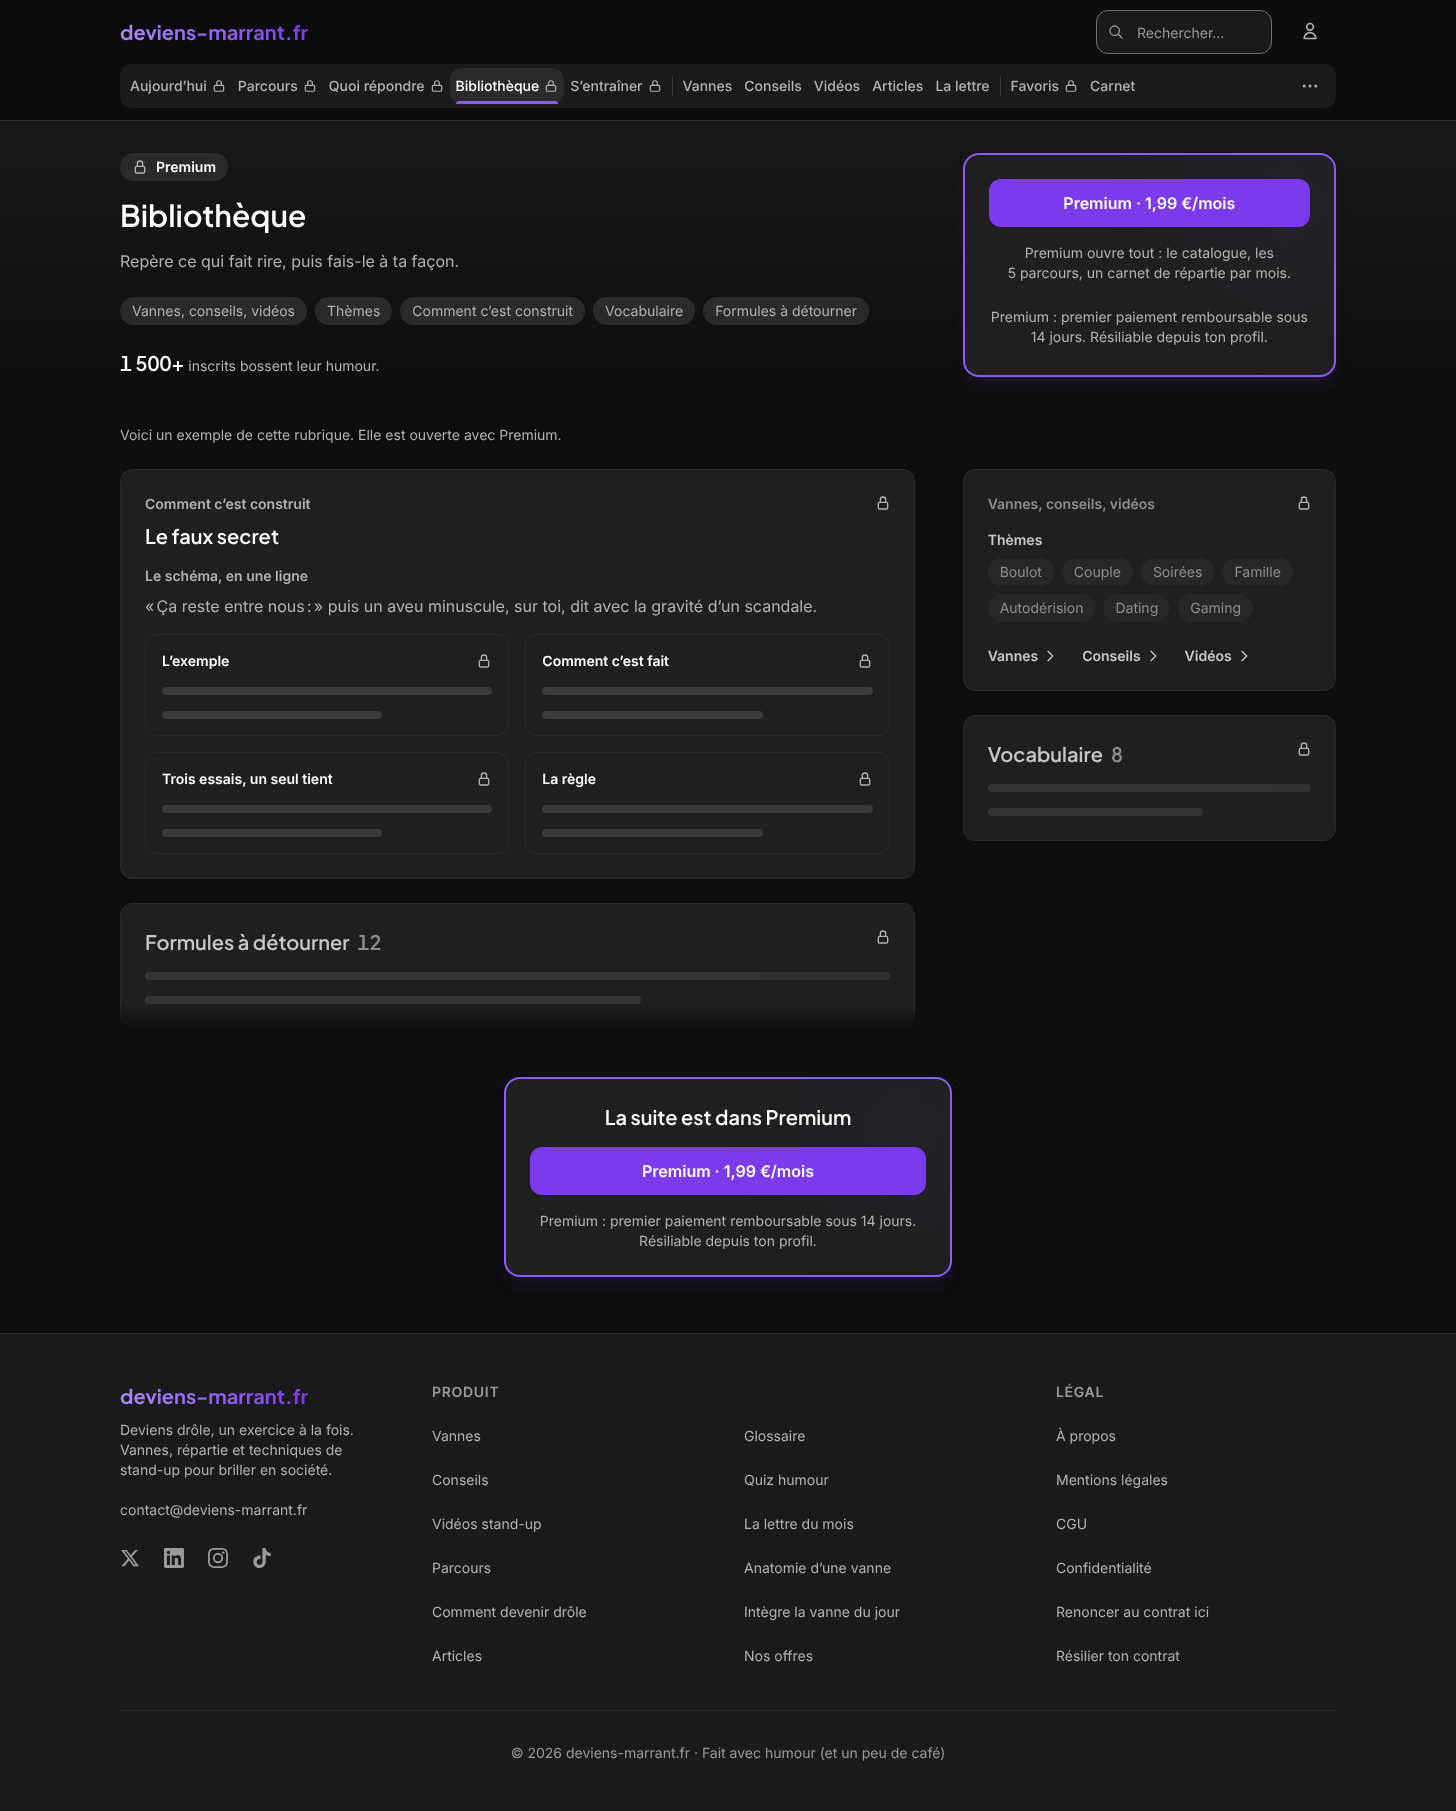 deviens-marrant.fr
Rechercher...
Aujourd’hui Parcours Quoi répondre Bibliothèque S’entraîner Vannes Conseils Vidéos Articles La lettre Favoris Carnet
Premium
Bibliothèque
Repère ce qui fait rire, puis fais-le à ta façon.
Vannes, conseils, vidéos Thèmes Comment c’est construit Vocabulaire Formules à détourner
1 500+ inscrits bossent leur humour.
Premium · 1,99 €/mois
Premium ouvre tout : le catalogue, les
5 parcours, un carnet de répartie par mois.
Premium : premier paiement remboursable sous
14 jours. Résiliable depuis ton profil.
Voici un exemple de cette rubrique. Elle est ouverte avec Premium.
Comment c’est construit
Le faux secret
Le schéma, en une ligne
« Ça reste entre nous : » puis un aveu minuscule, sur toi, dit avec la gravité d’un scandale.
L’exemple
Comment c’est fait
Trois essais, un seul tient
La règle
Vannes, conseils, vidéos
Thèmes
Boulot Couple Soirées Famille
Autodérision Dating Gaming
Vannes Conseils Vidéos
Vocabulaire 8
Formules à détourner 12
La suite est dans Premium
Premium · 1,99 €/mois
Premium : premier paiement remboursable sous 14 jours.
Résiliable depuis ton profil.
deviens-marrant.fr
Deviens drôle, un exercice à la fois.
Vannes, répartie et techniques de
stand-up pour briller en société.
contact@deviens-marrant.fr
PRODUIT
Vannes
Conseils
Vidéos stand-up
Parcours
Comment devenir drôle
Articles
Glossaire
Quiz humour
La lettre du mois
Anatomie d’une vanne
Intègre la vanne du jour
Nos offres
LÉGAL
À propos
Mentions légales
CGU
Confidentialité
Renoncer au contrat ici
Résilier ton contrat
© 2026 deviens-marrant.fr · Fait avec humour (et un peu de café)